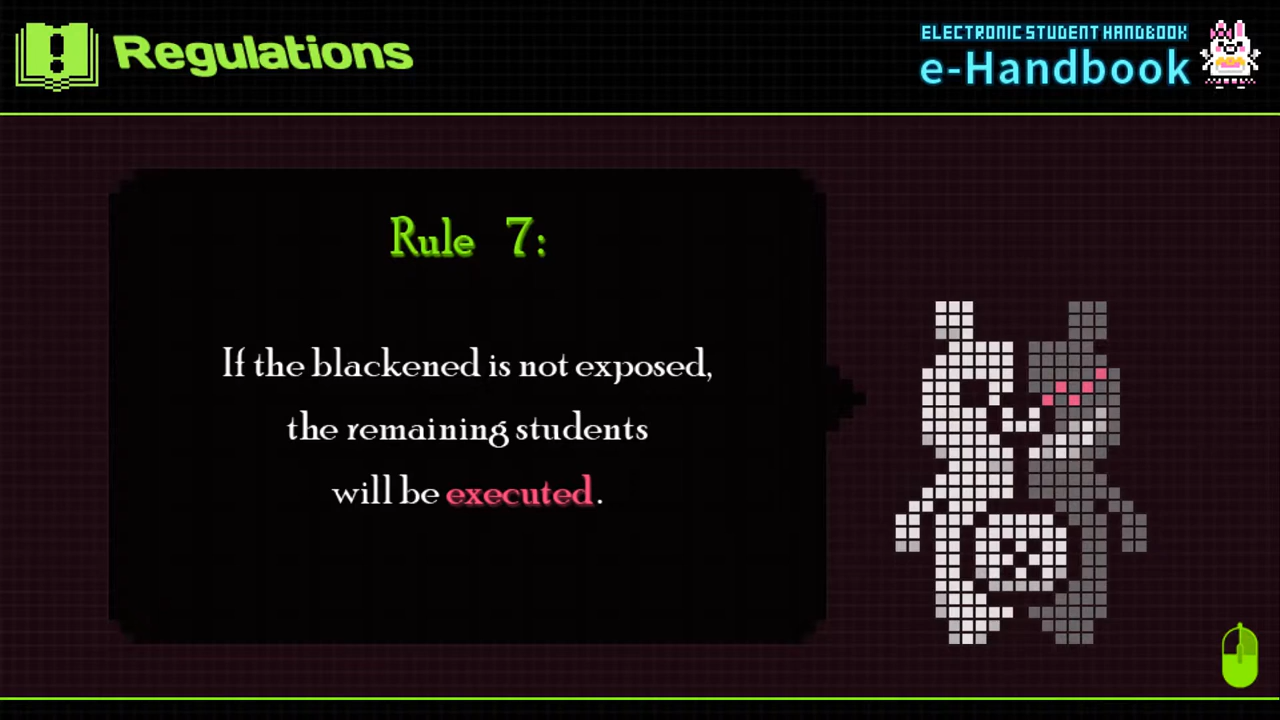 Regulations
ELECTRONIC STUDENT HANDBOOK
e-Handbook
Rule 7:
If the blackened is not exposed,
the remaining students
will be executed.